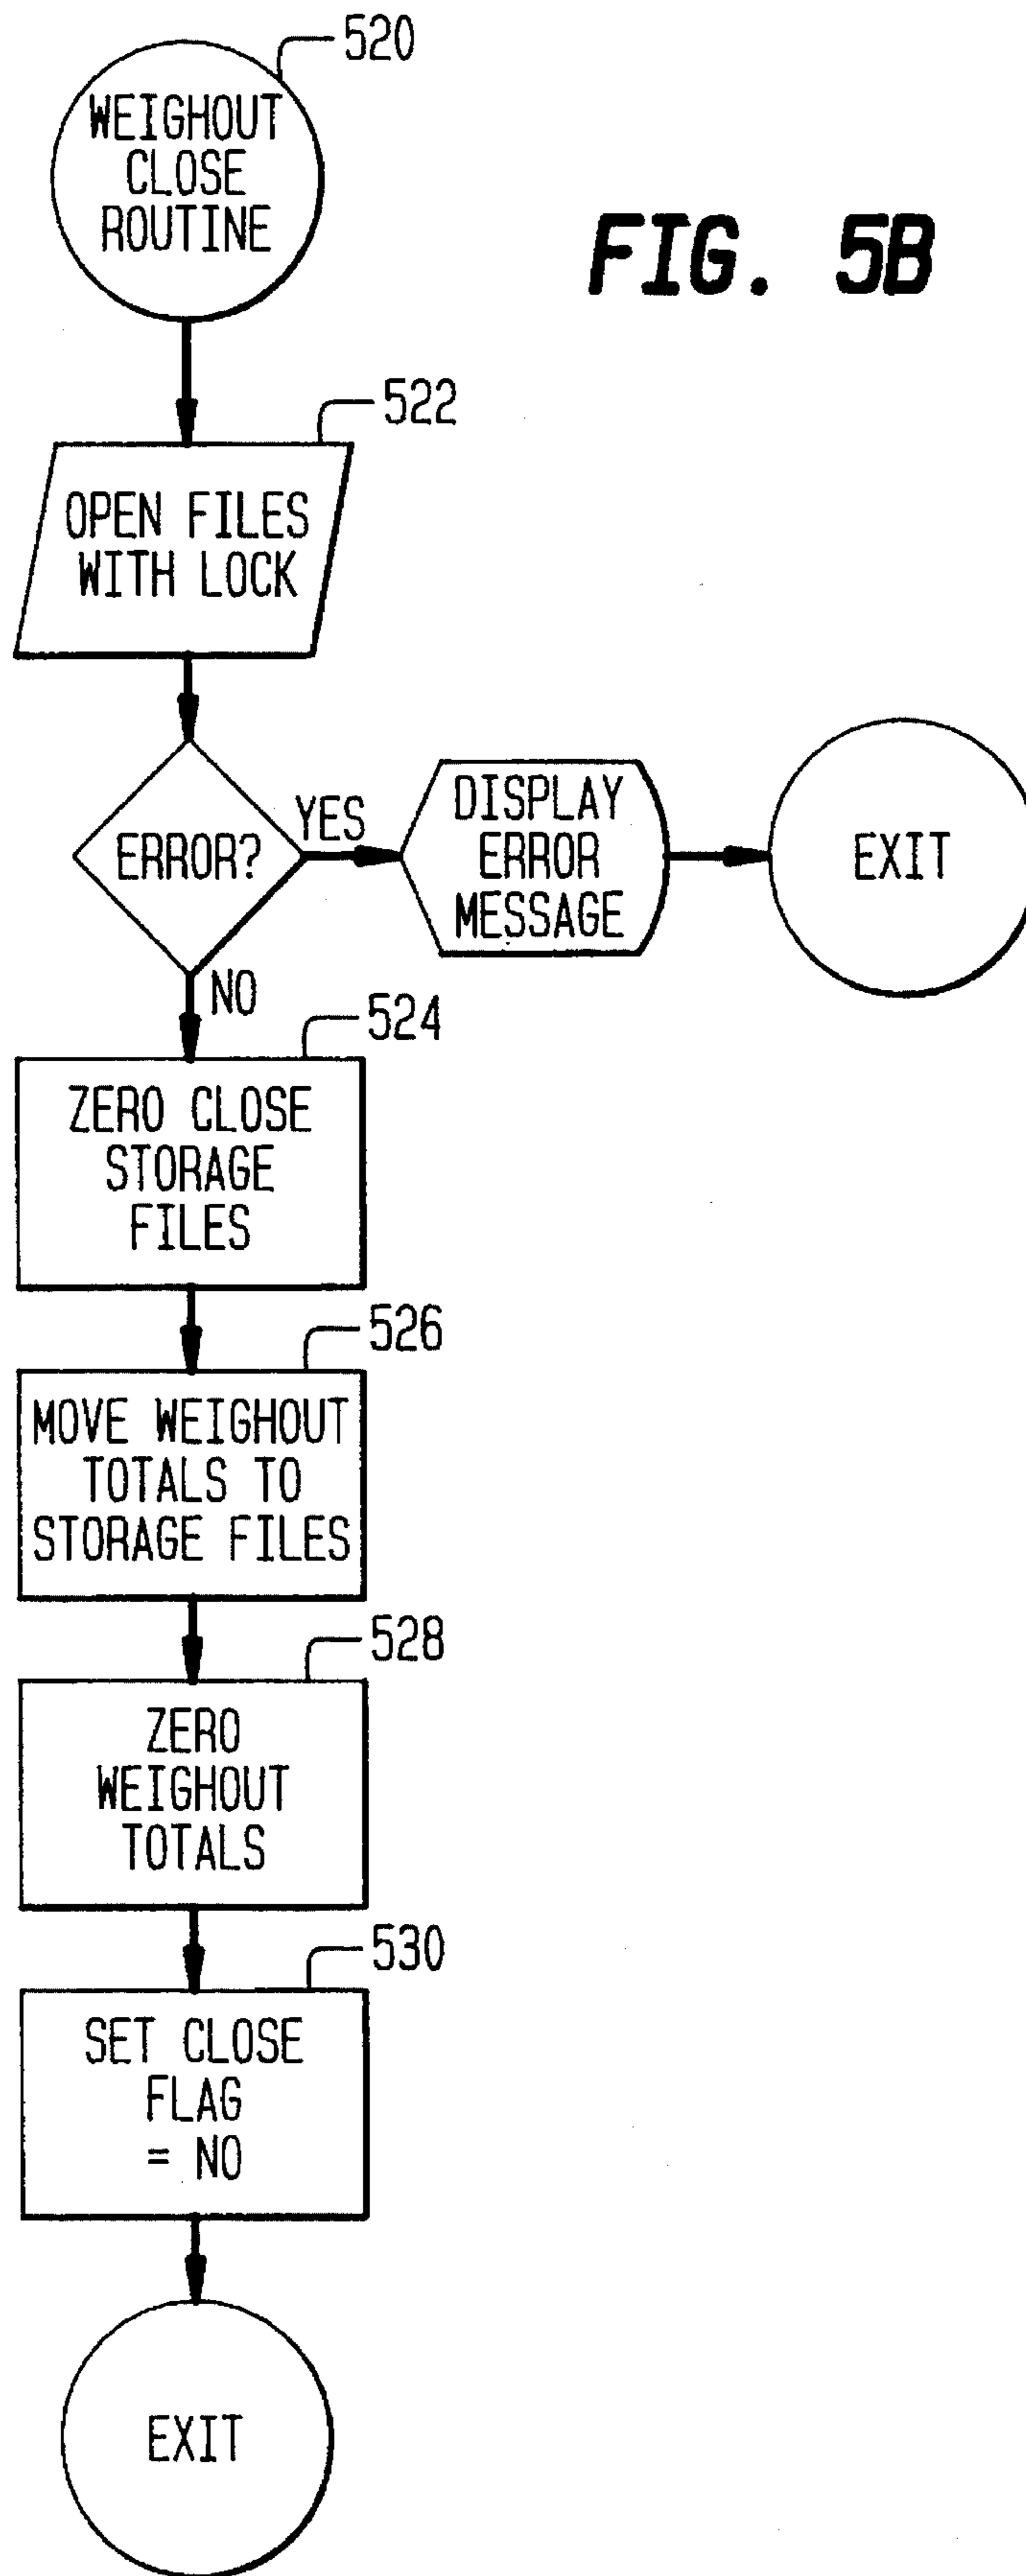 520
WEIGHOUT
CLOSE
ROUTINE
FIG. 5B
522
OPEN FILES
WITH LOCK
ERROR?
YES
DISPLAY
ERROR
MESSAGE
EXIT
NO
524
ZERO CLOSE
STORAGE
FILES
526
MOVE WEIGHOUT
TOTALS TO
STORAGE FILES
528
ZERO
WEIGHOUT
TOTALS
530
SET CLOSE
FLAG
= NO
EXIT